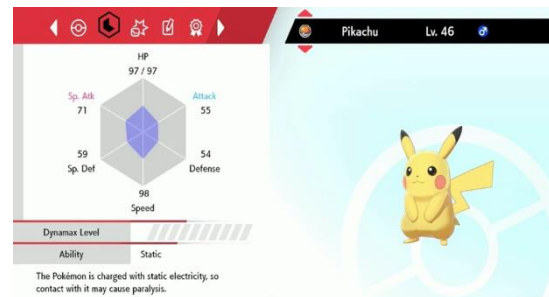 Pikachu Lv. 46
HP
97 / 97
Sp. Atk
71
Attack
55
59
Sp. Def
54
Defense
98
Speed
Dynamax Level
Ability Static
The Pokémon is charged with static electricity, so
contact with it may cause paralysis.